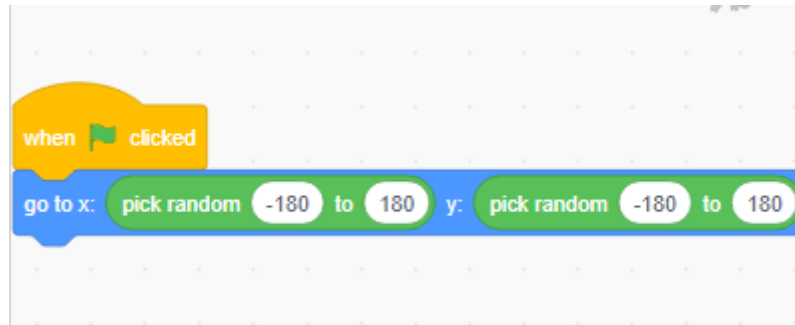 when clicked
go to x: pick random -180 to 180 y: pick random -180 to 180